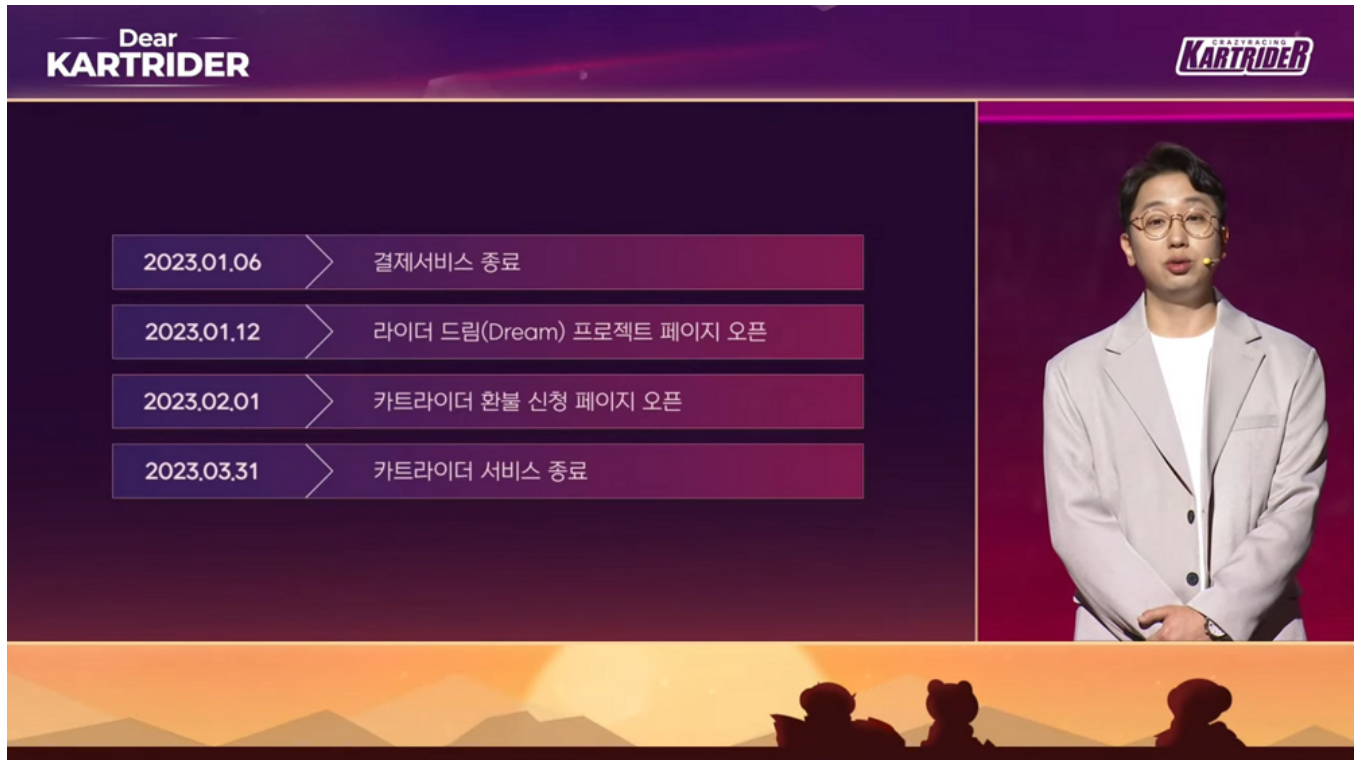 Dear
KARTRIDER
CRAZYRACING
KARTRIDER
2023.01.06 결제서비스 종료
2023.01.12 라이더 드림(Dream) 프로젝트 페이지 오픈
2023.02.01 카트라이더 환불 신청 페이지 오픈
2023.03.31 카트라이더 서비스 종료